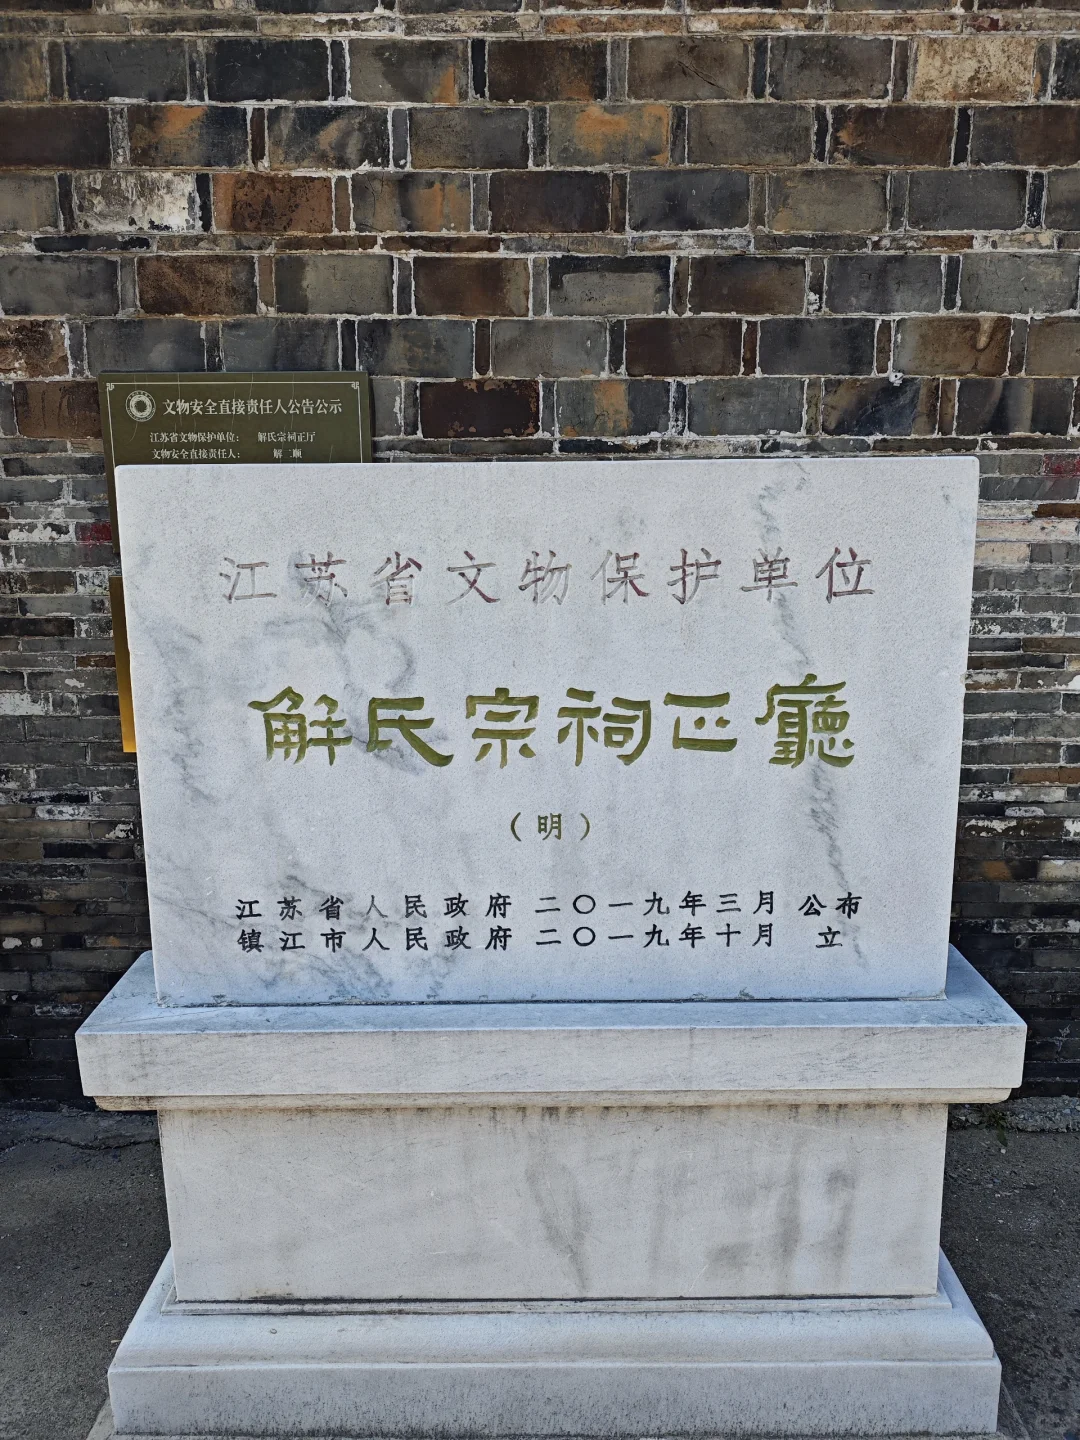 文物安全直接责任人公告公示
江苏省文物保护单位： 解氏宗祠正厅
文物安全直接责任人： 解二顺
江苏省文物保护单位
解氏宗祠正廳
（明）
江苏省人民政府 二〇一九年三月 公布
镇江市人民政府 二〇一九年十月 立